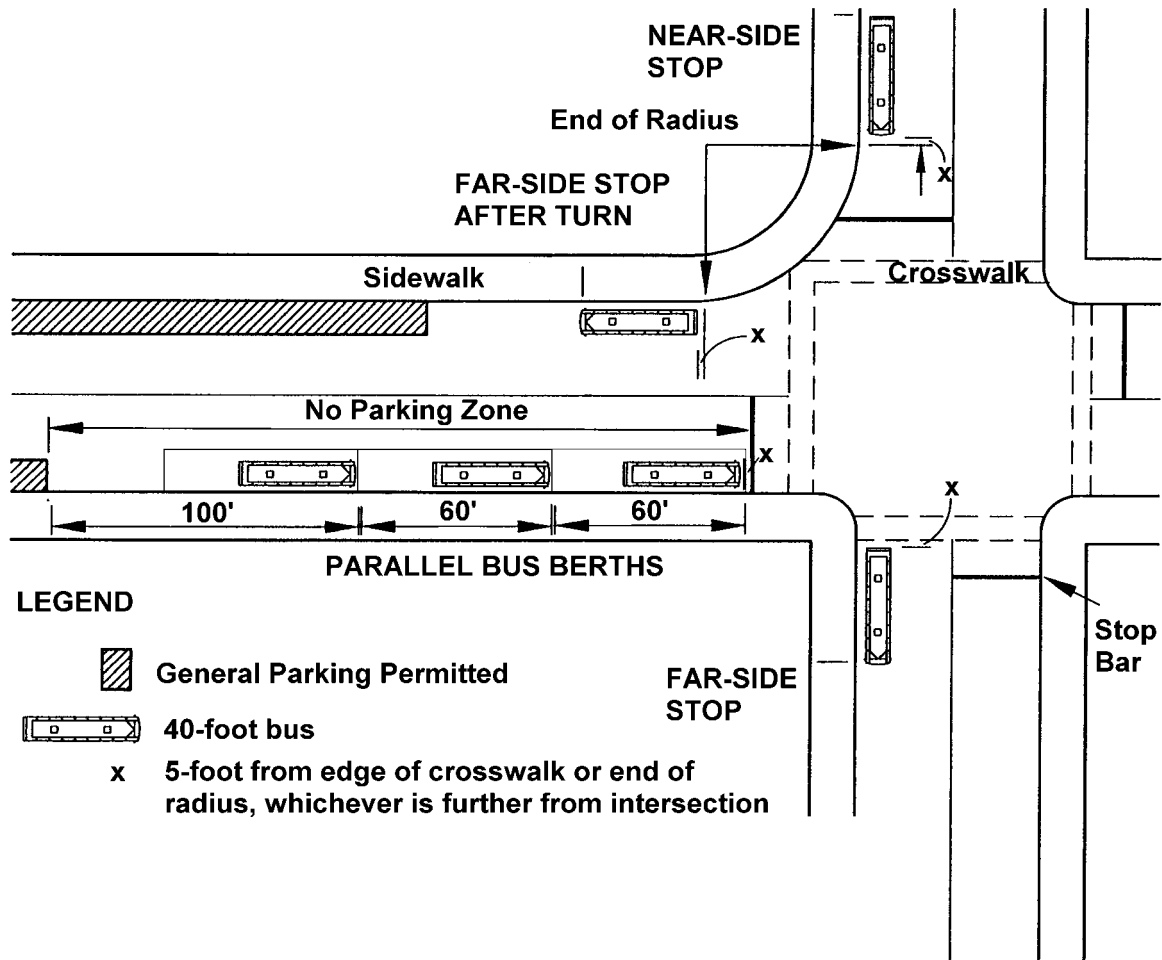 NEAR-SIDE
STOP
End of Radius
x
FAR-SIDE STOP
AFTER TURN
Sidewalk
Crosswalk
x
No Parking Zone
x
100'
60'
60'
x
PARALLEL BUS BERTHS
LEGEND
General Parking Permitted
40-foot bus
x 5-foot from edge of crosswalk or end of
radius, whichever is further from intersection
FAR-SIDE
STOP
Stop
Bar